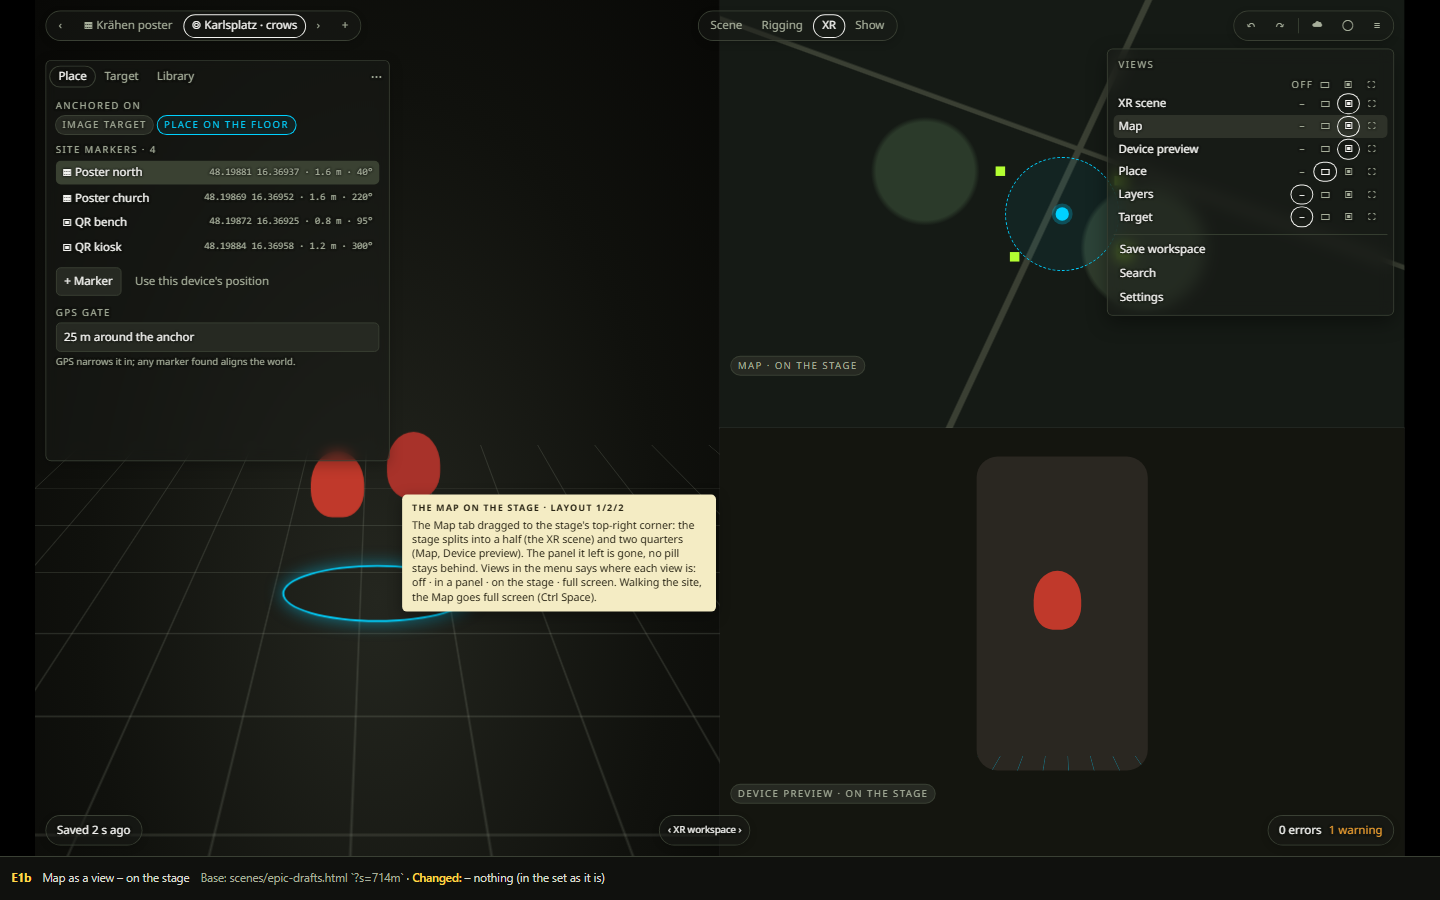 ‹ Krähen poster Karlsplatz · crows › +
Scene Rigging XR Show
Place Target Library ···
ANCHORED ON
IMAGE TARGET PLACE ON THE FLOOR
SITE MARKERS · 4
Poster north 48.19881 16.36937 · 1.6 m · 40°
Poster church 48.19869 16.36952 · 1.6 m · 220°
QR bench 48.19872 16.36925 · 0.8 m · 95°
QR kiosk 48.19884 16.36958 · 1.2 m · 300°
+ Marker Use this device's position
GPS GATE
25 m around the anchor
GPS narrows it in; any marker found aligns the world.
VIEWS
OFF
XR scene –
Map –
Device preview –
Place –
Layers –
Target –
Save workspace
Search
Settings
MAP · ON THE STAGE
THE MAP ON THE STAGE · LAYOUT 1/2/2
The Map tab dragged to the stage's top-right corner: the
stage splits into a half (the XR scene) and two quarters
(Map, Device preview). The panel it left is gone, no pill
stays behind. Views in the menu says where each view is:
off · in a panel · on the stage · full screen. Walking the site,
the Map goes full screen (Ctrl Space).
DEVICE PREVIEW · ON THE STAGE
Saved 2 s ago
‹ XR workspace ›
0 errors 1 warning
E1b Map as a view – on the stage Base: scenes/epic-drafts.html `?s=714m` · Changed: – nothing (in the set as it is)